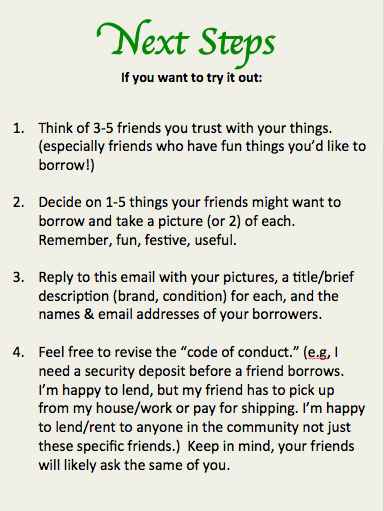 Next Steps
If you want to try it out:
1. Think of 3-5 friends you trust with your things.
(especially friends who have fun things you’d like to
borrow!)
2. Decide on 1-5 things your friends might want to
borrow and take a picture (or 2) of each.
Remember, fun, festive, useful.
3. Reply to this email with your pictures, a title/brief
description (brand, condition) for each, and the
names & email addresses of your borrowers.
4. Feel free to revise the “code of conduct.” (e.g, I
need a security deposit before a friend borrows.
I’m happy to lend, but my friend has to pick up
from my house/work or pay for shipping. I’m happy
to lend/rent to anyone in the community not just
these specific friends.)  Keep in mind, your friends
will likely ask the same of you.